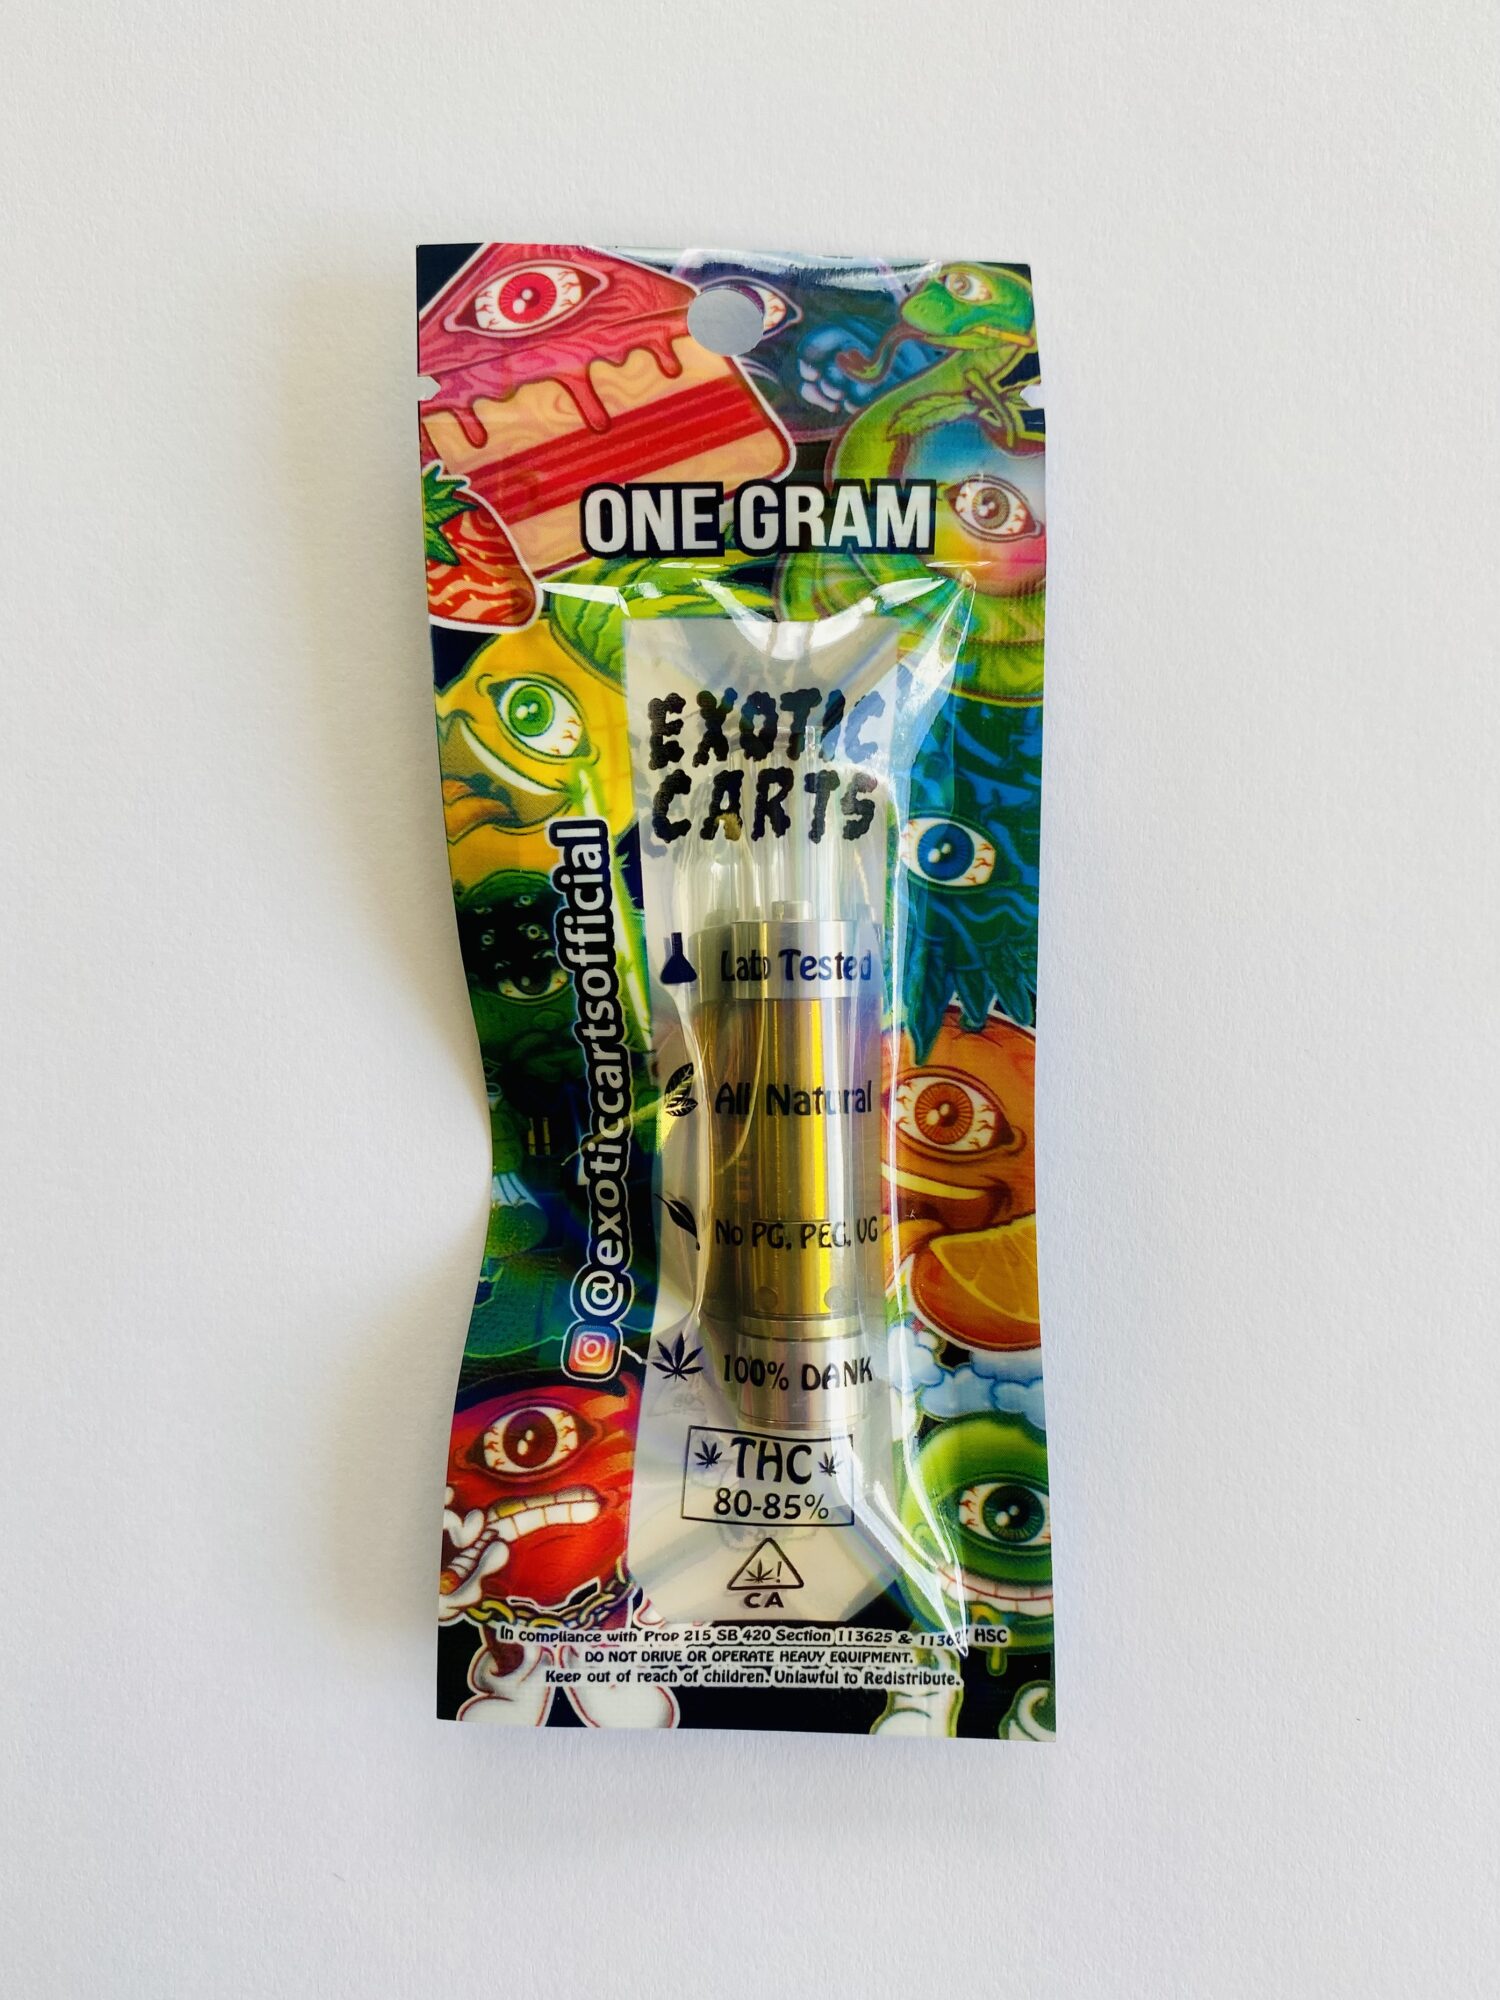 ONE GRAM
EXOTIC
CARTS
@exoticcartsofficial
Lab Tested
All Natural
No PG, PEG, VG
100% DANK
THC
80-85%
CA
In compliance with Prop 215 SB 420 Section 113625 & HSC
DO NOT DRIVE OR OPERATE HEAVY EQUIPMENT.
Keep out of reach of children. Unlawful to Redistribute.